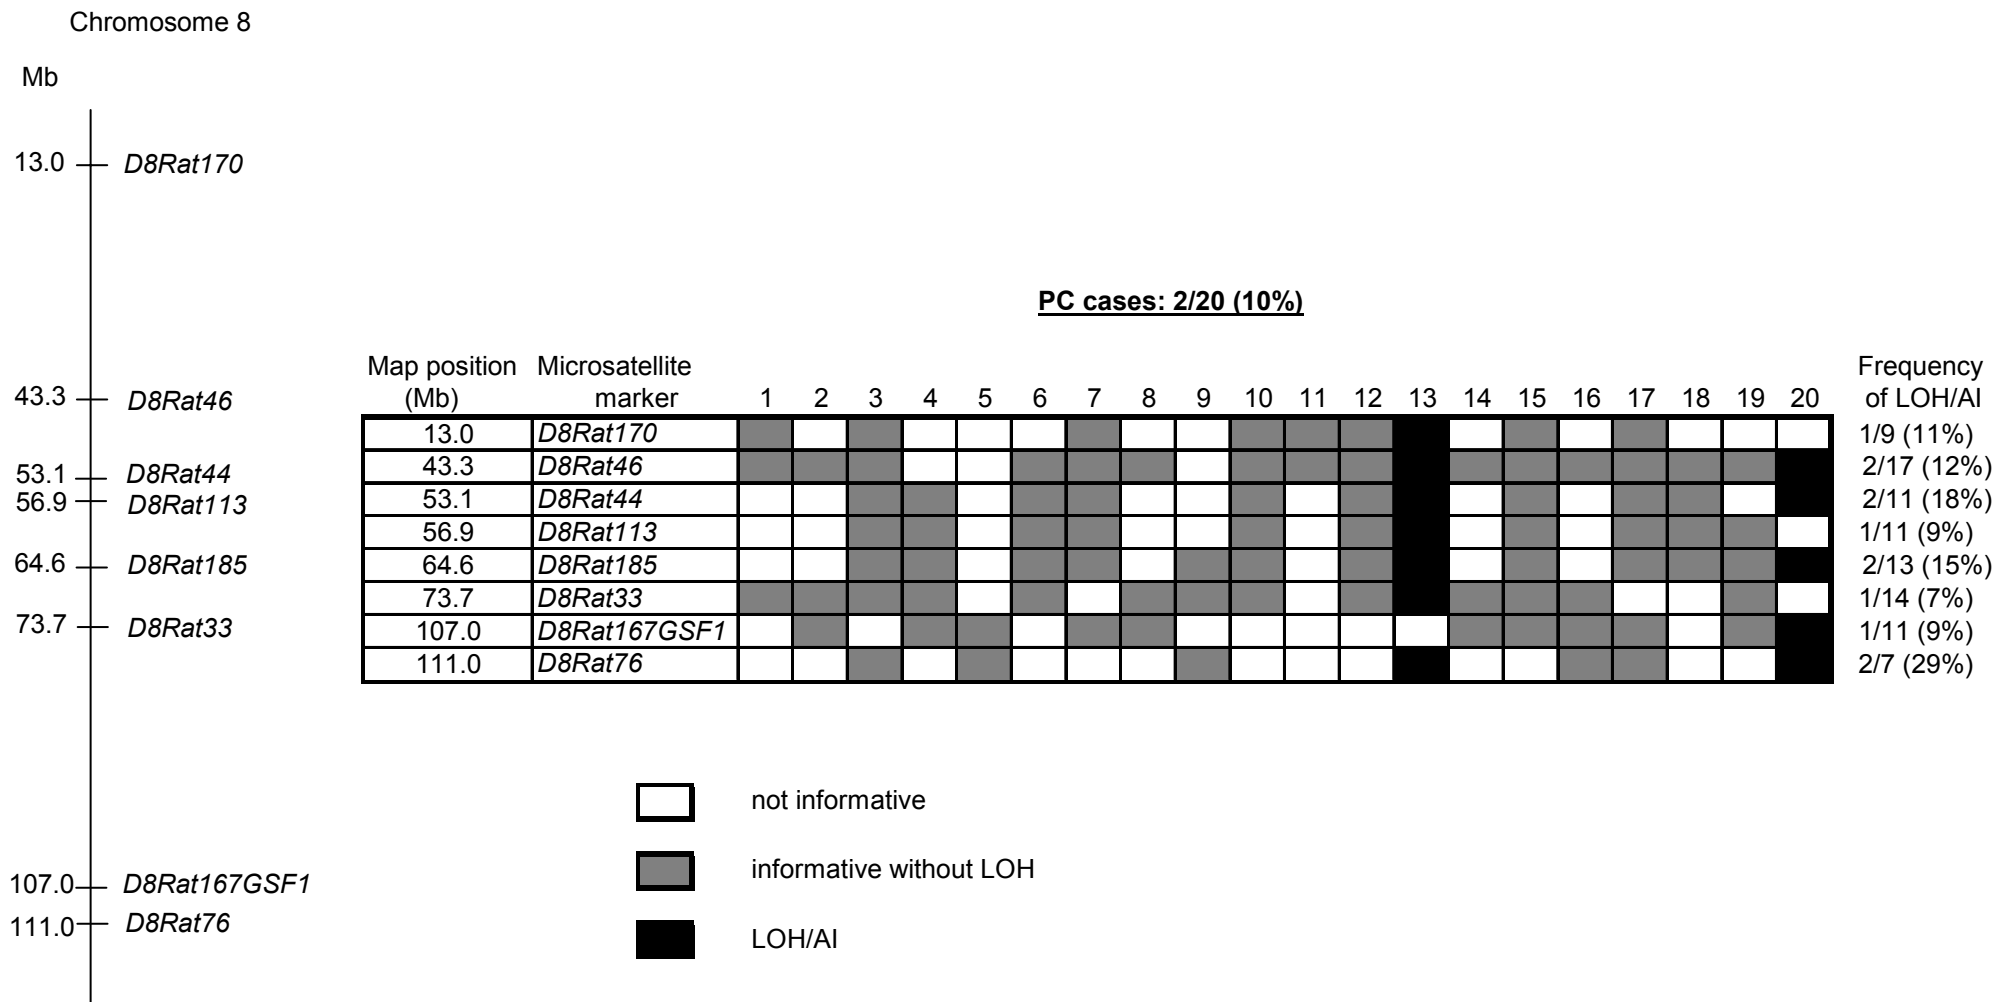 Chromosome 8
Mb
13.0 D8Rat170
43.3 D8Rat46
53.1 D8Rat44
56.9 D8Rat113
64.6 D8Rat185
73.7 D8Rat33
107.0 D8Rat167GSF1
111.0 D8Rat76
PC cases: 2/20 (10%)
Map position Microsatellite Frequency
(Mb) marker 1 2 3 4 5 6 7 8 9 10 11 12 13 14 15 16 17 18 19 20 of LOH/AI
13.0 D8Rat170 1/9 (11%)
43.3 D8Rat46 2/17 (12%)
53.1 D8Rat44 2/11 (18%)
56.9 D8Rat113 1/11 (9%)
64.6 D8Rat185 2/13 (15%)
73.7 D8Rat33 1/14 (7%)
107.0 D8Rat167GSF1 1/11 (9%)
111.0 D8Rat76 2/7 (29%)
not informative
informative without LOH
LOH/AI